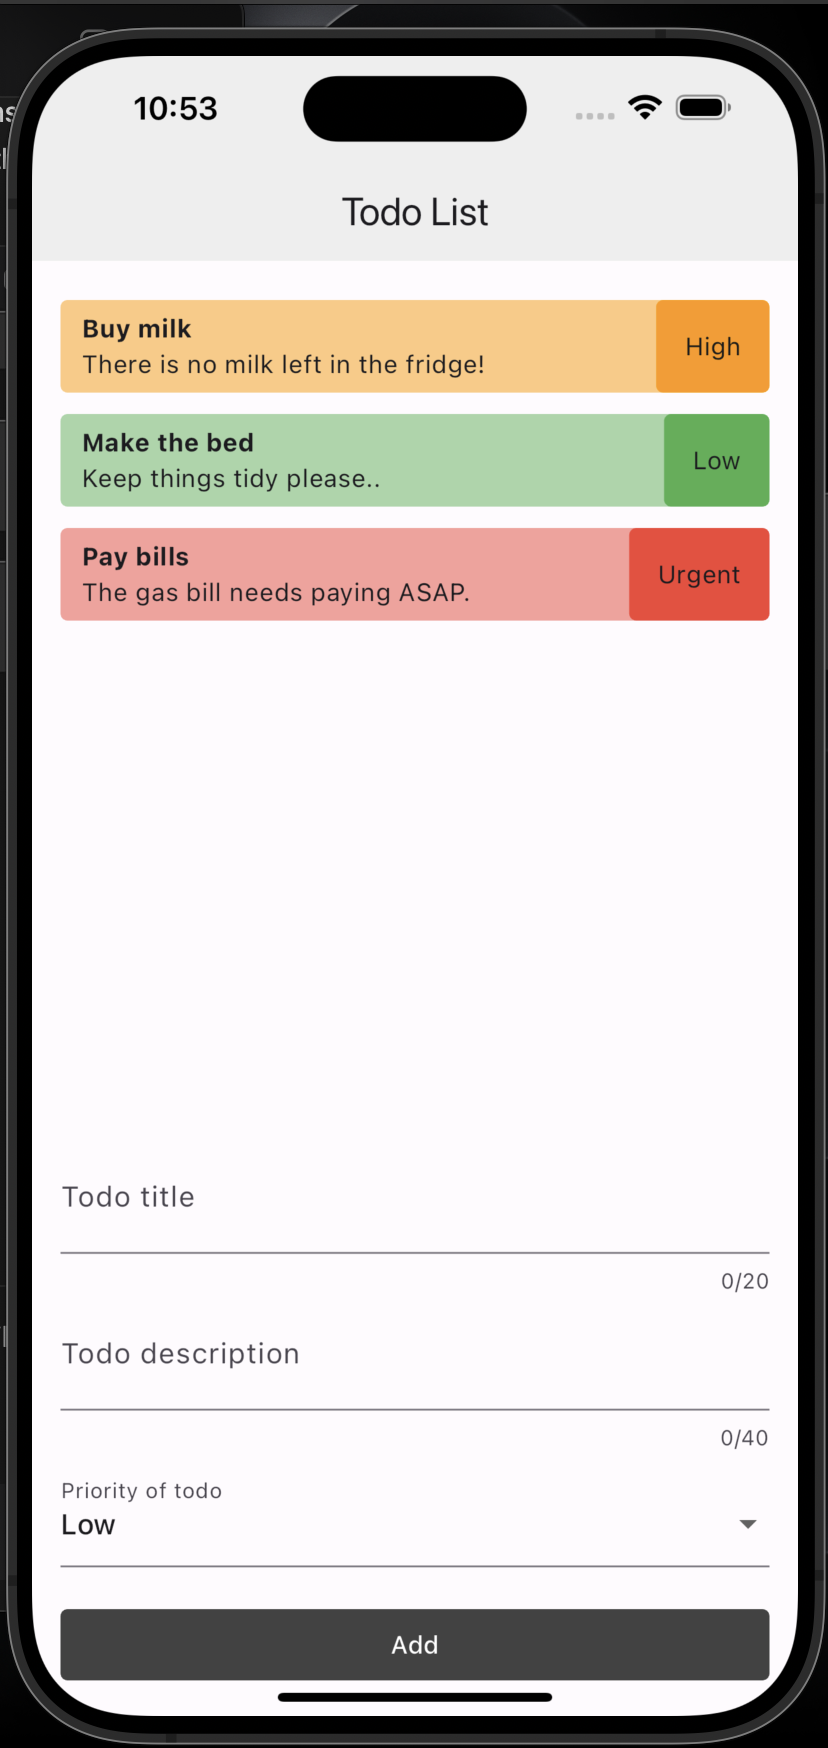 10:53
Todo List
Buy milk
There is no milk left in the fridge!
High
Make the bed
Keep things tidy please..
Low
Pay bills
The gas bill needs paying ASAP.
Urgent
Todo title
0/20
Todo description
0/40
Priority of todo
Low
Add